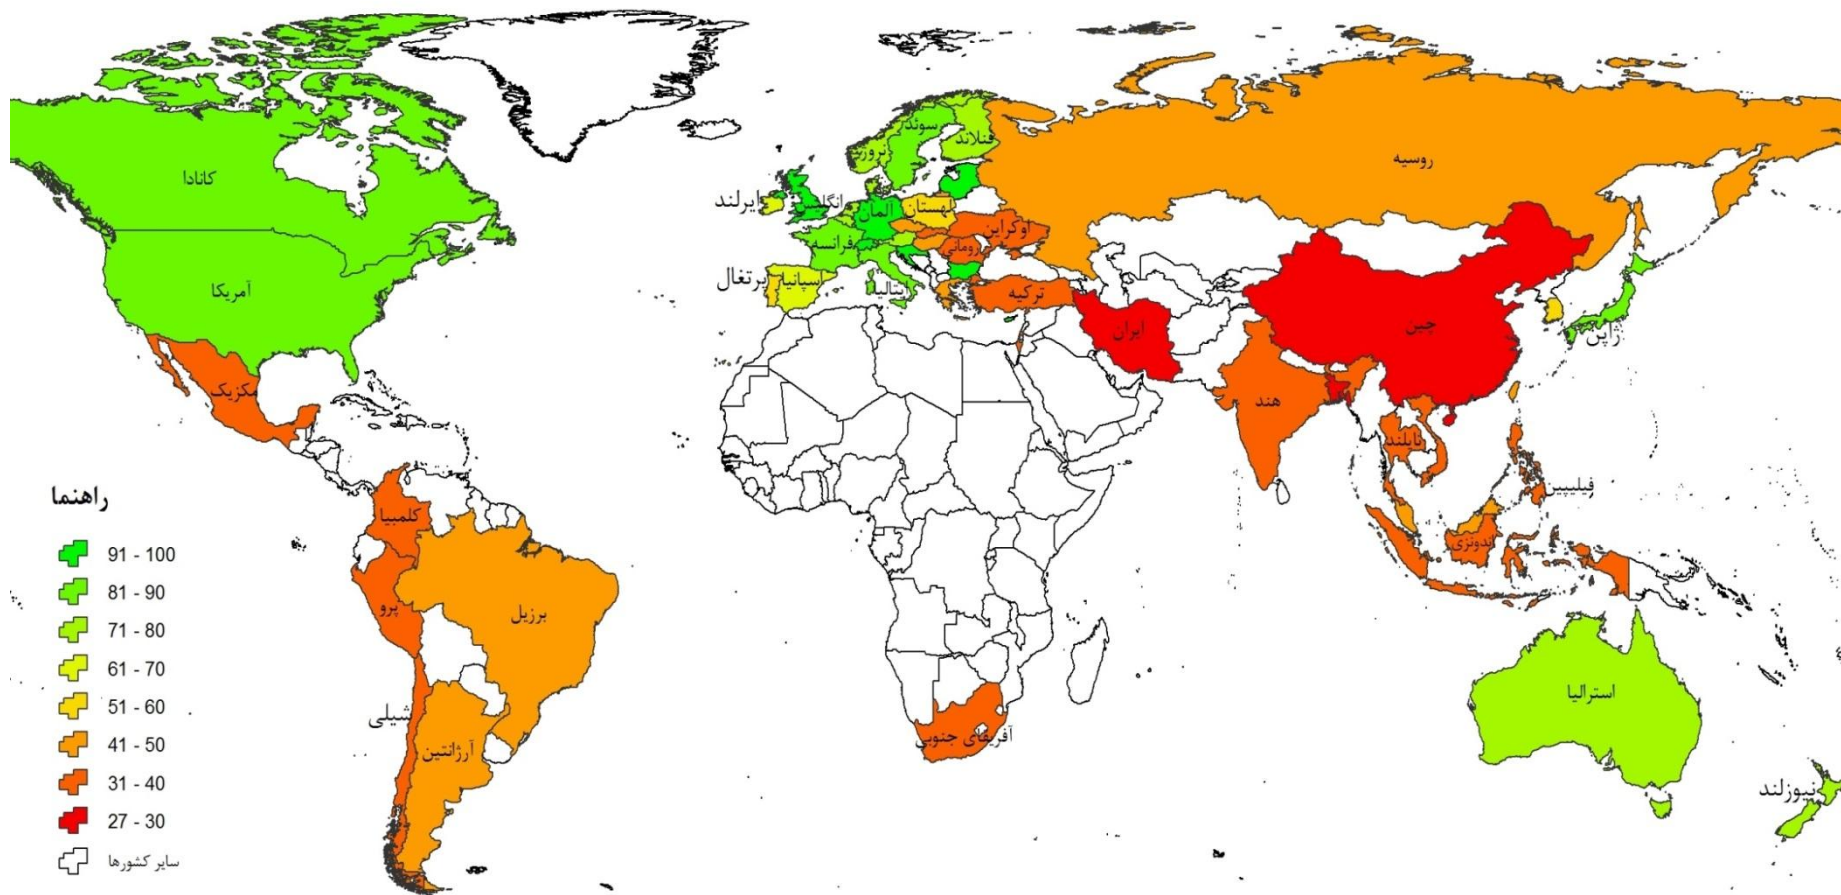 کانادا
آمریکا
مکزیک
کلمبیا
پرو
برزیل
شیلی
آرژانتین
سوئد
نروژ
فنلاند
ایرلند
آلمان
لهستان
اوکراین
فرانسه
رومانی
پرتغال
اسپانیا
ایتالیا
ترکیه
روسیه
ایران
چین
ژاپن
هند
تایلند
فیلیپین
اندونزی
استرالیا
نیوزلند
آفریقای جنوبی
راهنما
91 - 100
81 - 90
71 - 80
61 - 70
51 - 60
41 - 50
31 - 40
27 - 30
سایر کشورها